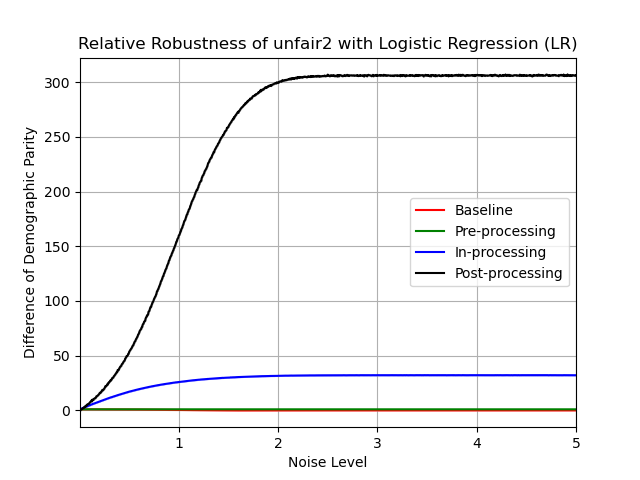 Relative Robustness of unfair2 with Logistic Regression (LR)
Difference of Demographic Parity
300
250
200
150
100
50
0
Baseline
Pre-processing
In-processing
Post-processing
1 2 3 4 5
Noise Level